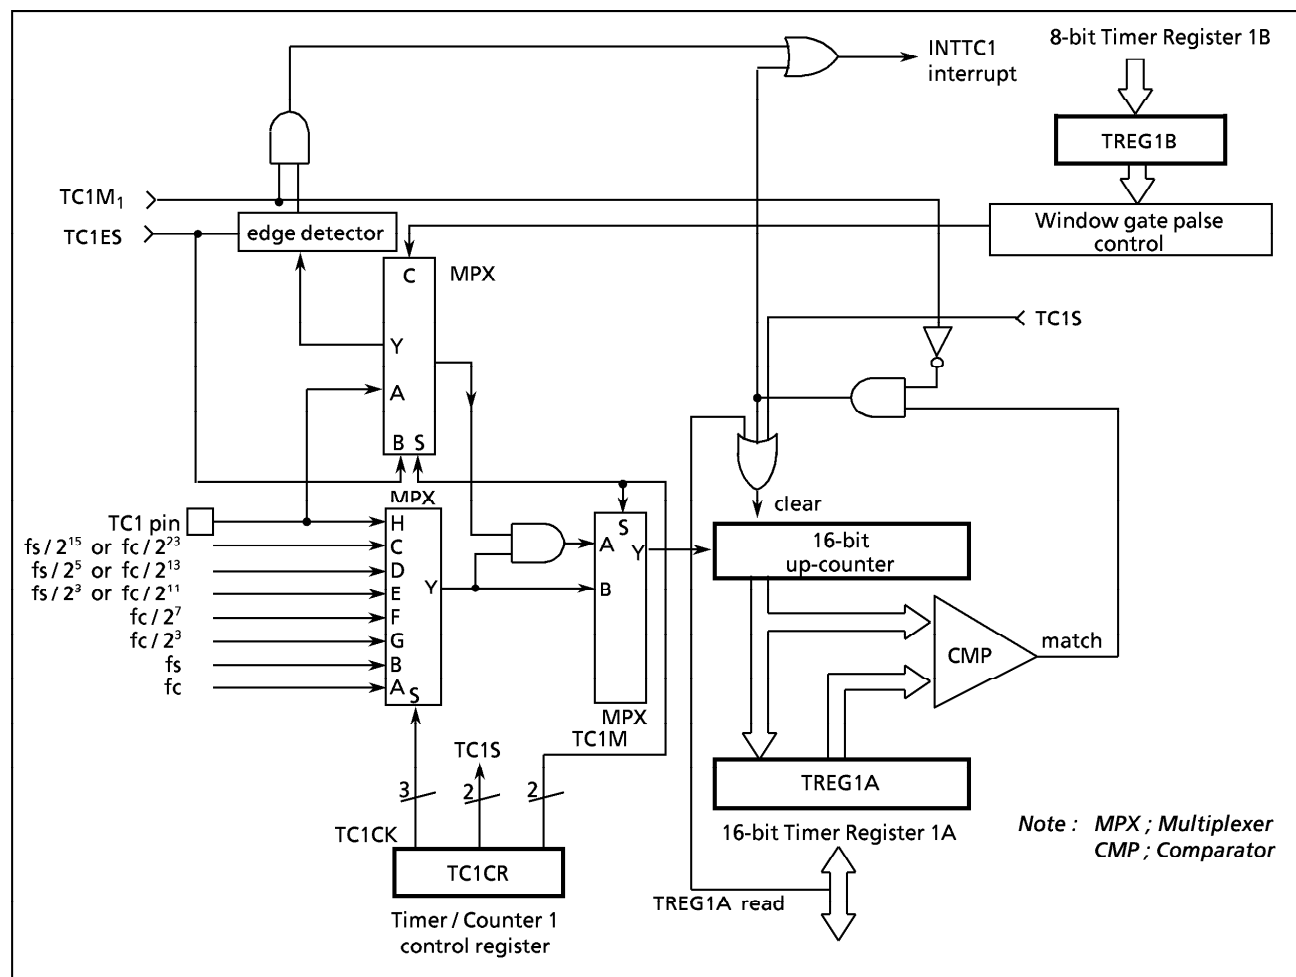 INTTC1
interrupt
8-bit Timer Register 1B
TREG1B
TC1M₁
TC1ES
edge detector
Window gate palse
control
C
MPX
Y
A
B S
TC1S
MPX
TC1 pin
H
fs / 2¹⁵ or fc / 2²³
C
fs / 2⁵ or fc / 2¹³
D
fs / 2³ or fc / 2¹¹
E
fc / 2⁷
F
fc / 2³
G
fs
B
fc
A
S
Y
S
A
Y
B
MPX
clear
16-bit
up-counter
CMP
match
TC1M
TC1S
3
2
2
TREG1A
16-bit Timer Register 1A
TC1CK
TC1CR
Timer / Counter 1
control register
TREG1A read
Note : MPX ; Multiplexer
CMP ; Comparator